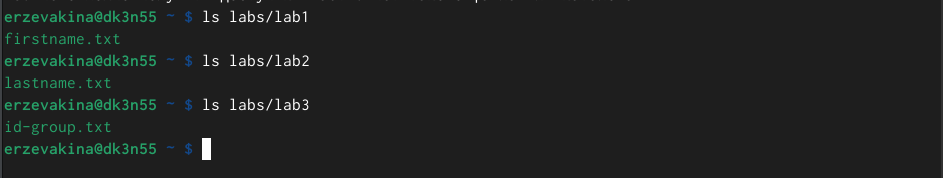 erzevakina@dk3n55 ~ $ ls labs/lab1
firstname.txt
erzevakina@dk3n55 ~ $ ls labs/lab2
lastname.txt
erzevakina@dk3n55 ~ $ ls labs/lab3
id-group.txt
erzevakina@dk3n55 ~ $